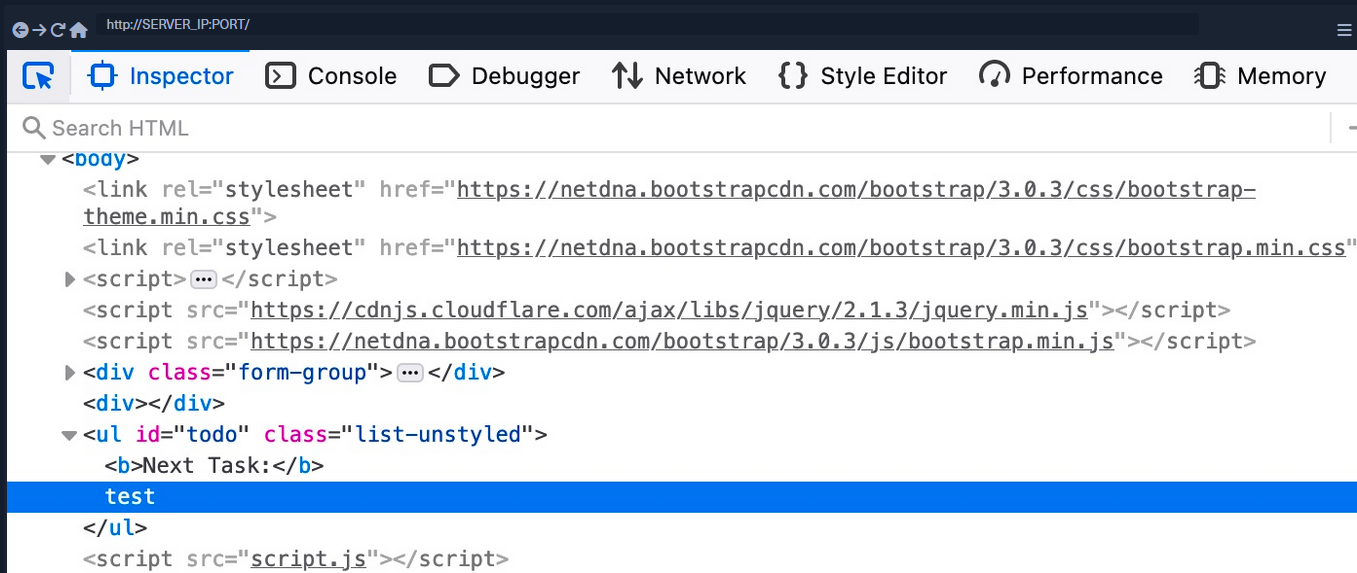 http://SERVER_IP:PORT/
Inspector Console Debugger Network Style Editor Performance Memory
Search HTML
<body>
<link rel="stylesheet" href="https://netdna.bootstrapcdn.com/bootstrap/3.0.3/css/bootstrap-
theme.min.css">
<link rel="stylesheet" href="https://netdna.bootstrapcdn.com/bootstrap/3.0.3/css/bootstrap.min.css"
<script>...</script>
<script src="https://cdnjs.cloudflare.com/ajax/libs/jquery/2.1.3/jquery.min.js"></script>
<script src="https://netdna.bootstrapcdn.com/bootstrap/3.0.3/js/bootstrap.min.js"></script>
<div class="form-group">...</div>
<div></div>
<ul id="todo" class="list-unstyled">
<b>Next Task:</b>
test
</ul>
<script src="script.js"></script>